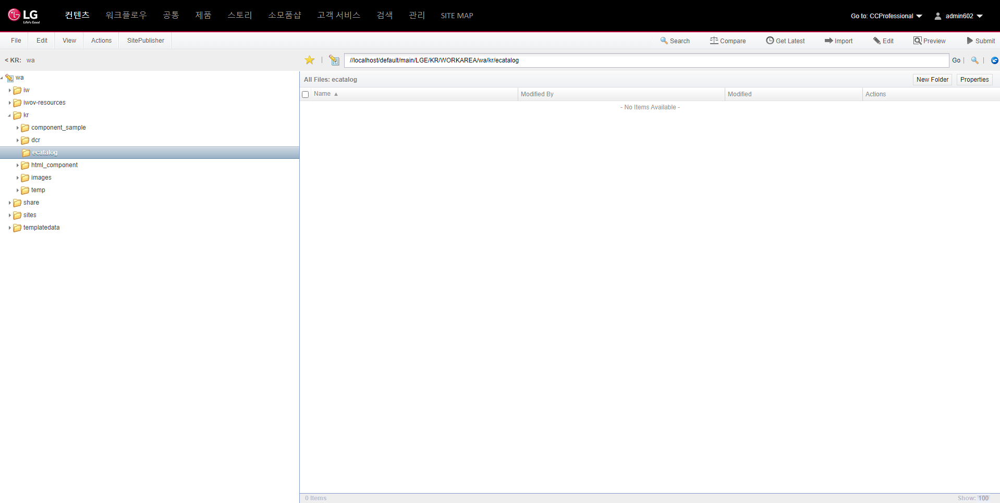 LG
Life's Good
컨텐츠 워크플로우 공통 제품 스토리 소모품샵 고객 서비스 검색 관리 SITE MAP
Go to: CCProfessional admin602
File Edit View Actions SitePublisher
Search Compare Get Latest Import Edit Preview Submit
< KR: wa
//localhost/default/main/LGE/KR/WORKAREA/wa/kr/ecatalog Go
wa
iw
iwov-resources
kr
component_sample
dcr
ecatalog
html_component
images
temp
share
sites
templatedata
All Files: ecatalog
New Folder Properties
Name Modified By Modified Actions
- No Items Available -
0 Items
Show: 100